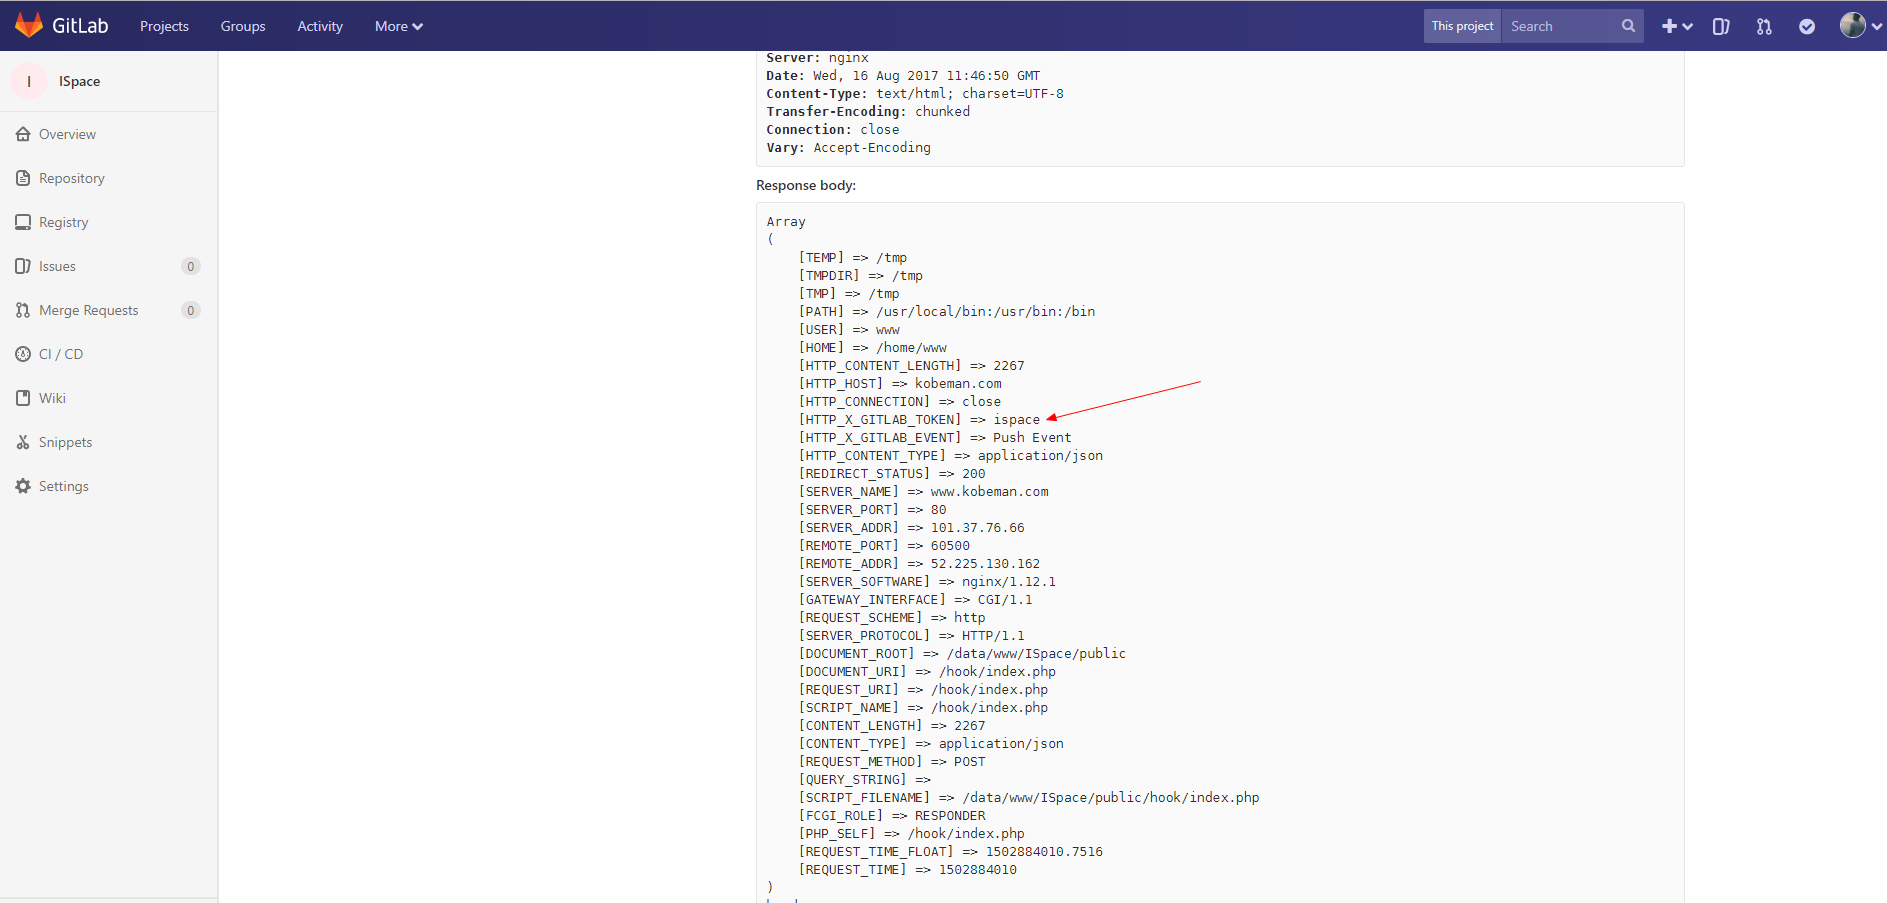 GitLab Projects Groups Activity More This project Search
I ISpace
Overview
Repository
Registry
Issues 0
Merge Requests 0
CI / CD
Wiki
Snippets
Settings
Server: nginx
Date: Wed, 16 Aug 2017 11:46:50 GMT
Content-Type: text/html; charset=UTF-8
Transfer-Encoding: chunked
Connection: close
Vary: Accept-Encoding
Response body:
Array
(
[TEMP] => /tmp
[TMPDIR] => /tmp
[TMP] => /tmp
[PATH] => /usr/local/bin:/usr/bin:/bin
[USER] => www
[HOME] => /home/www
[HTTP_CONTENT_LENGTH] => 2267
[HTTP_HOST] => kobeman.com
[HTTP_CONNECTION] => close
[HTTP_X_GITLAB_TOKEN] => ispace
[HTTP_X_GITLAB_EVENT] => Push Event
[HTTP_CONTENT_TYPE] => application/json
[REDIRECT_STATUS] => 200
[SERVER_NAME] => www.kobeman.com
[SERVER_PORT] => 80
[SERVER_ADDR] => 101.37.76.66
[REMOTE_PORT] => 60500
[REMOTE_ADDR] => 52.225.130.162
[SERVER_SOFTWARE] => nginx/1.12.1
[GATEWAY_INTERFACE] => CGI/1.1
[REQUEST_SCHEME] => http
[SERVER_PROTOCOL] => HTTP/1.1
[DOCUMENT_ROOT] => /data/www/ISpace/public
[DOCUMENT_URI] => /hook/index.php
[REQUEST_URI] => /hook/index.php
[SCRIPT_NAME] => /hook/index.php
[CONTENT_LENGTH] => 2267
[CONTENT_TYPE] => application/json
[REQUEST_METHOD] => POST
[QUERY_STRING] =>
[SCRIPT_FILENAME] => /data/www/ISpace/public/hook/index.php
[FCGI_ROLE] => RESPONDER
[PHP_SELF] => /hook/index.php
[REQUEST_TIME_FLOAT] => 1502884010.7516
[REQUEST_TIME] => 1502884010
)